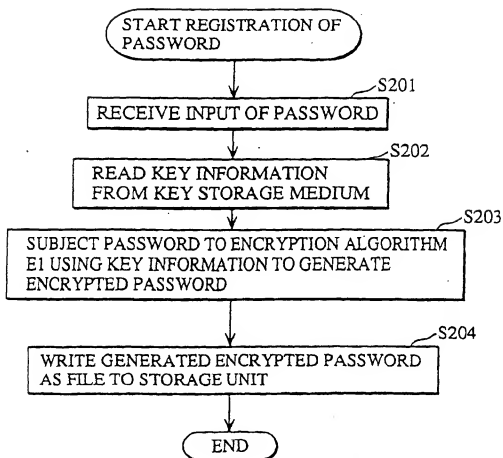 START REGISTRATION OF
PASSWORD
S201
RECEIVE INPUT OF PASSWORD
S202
READ KEY INFORMATION
FROM KEY STORAGE MEDIUM
S203
SUBJECT PASSWORD TO ENCRYPTION ALGORITHM
E1 USING KEY INFORMATION TO GENERATE
ENCRYPTED PASSWORD
S204
WRITE GENERATED ENCRYPTED PASSWORD
AS FILE TO STORAGE UNIT
END